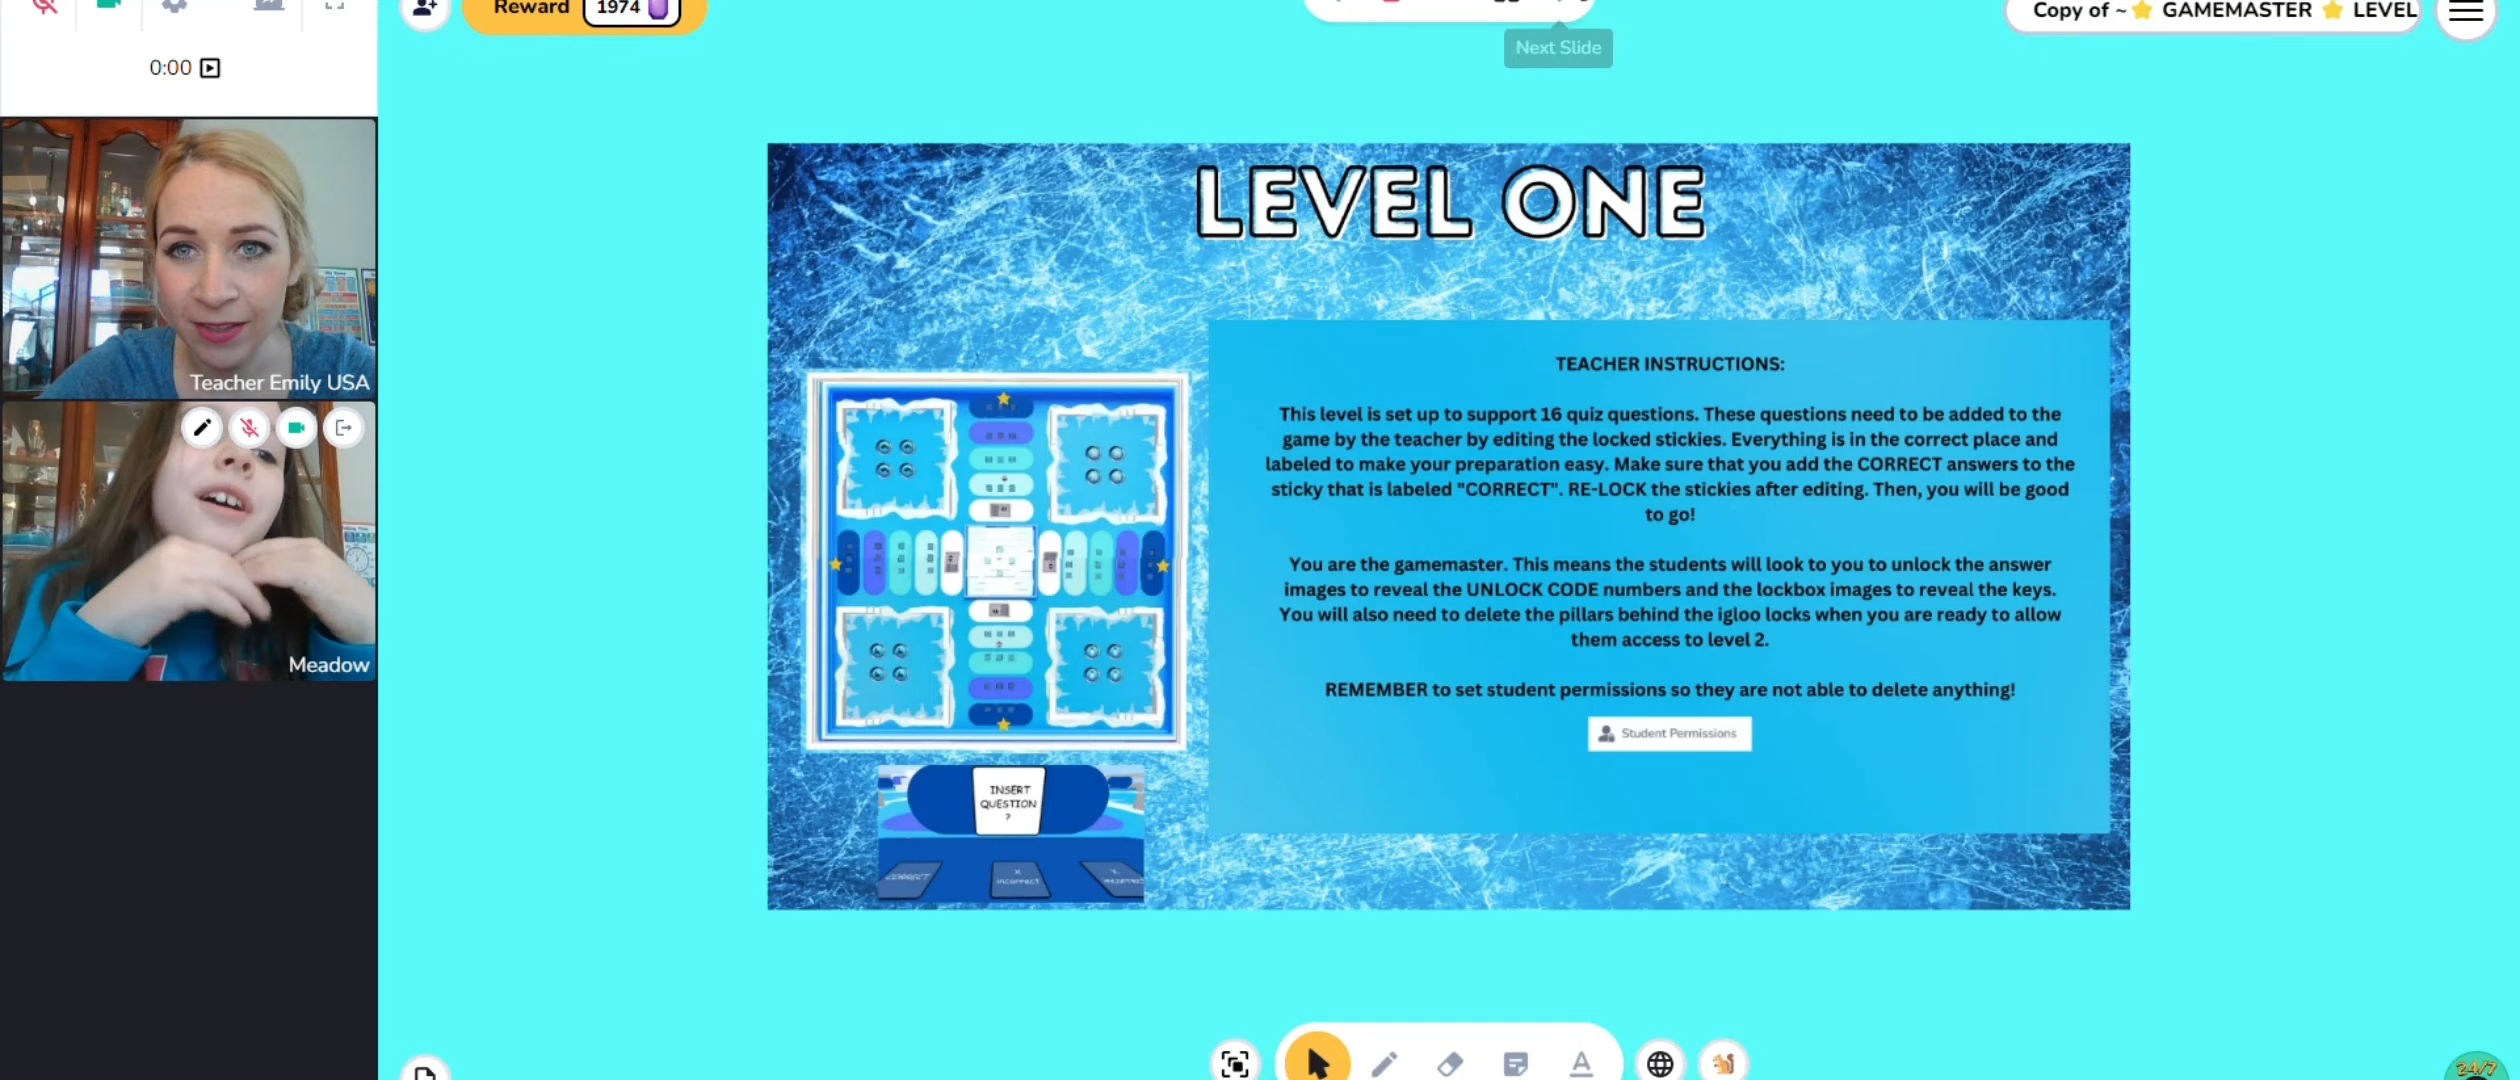 Reward 1974
Copy of ~ ⭐ GAMEMASTER ⭐ LEVEL
Next Slide
0:00
Teacher Emily USA
Meadow
LEVEL ONE
TEACHER INSTRUCTIONS:
This level is set up to support 16 quiz questions. These questions need to be added to the
game by the teacher by editing the locked stickies. Everything is in the correct place and
labeled to make your preparation easy. Make sure that you add the CORRECT answers to the
sticky that is labeled "CORRECT". RE-LOCK the stickies after editing. Then, you will be good
to go!
You are the gamemaster. This means the students will look to you to unlock the answer
images to reveal the UNLOCK CODE numbers and the lockbox images to reveal the keys.
You will also need to delete the pillars behind the igloo locks when you are ready to allow
them access to level 2.
REMEMBER to set student permissions so they are not able to delete anything!
Student Permissions
INSERT
QUESTION
?
CORRECT
X
incorrect
24/7